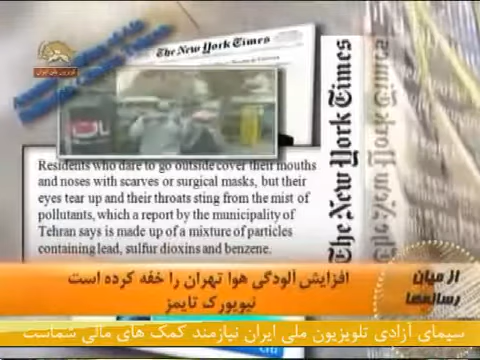 The New York Times
The New York Times
Residents who dare to go outside cover their mouths
and noses with scarves or surgical masks, but their
eyes tear up and their throats sting from the mist of
pollutants, which a report by the municipality of
Tehran says is made up of a mixture of particles
containing lead, sulfur dioxins and benzene.
افزایش آلودگی هوا تهران را خفه کرده است
نیویورک تایمز
از میان
رسانه‌ها
سیمای آزادی تلویزیون ملی ایران نیازمند کمک های مالی شماست